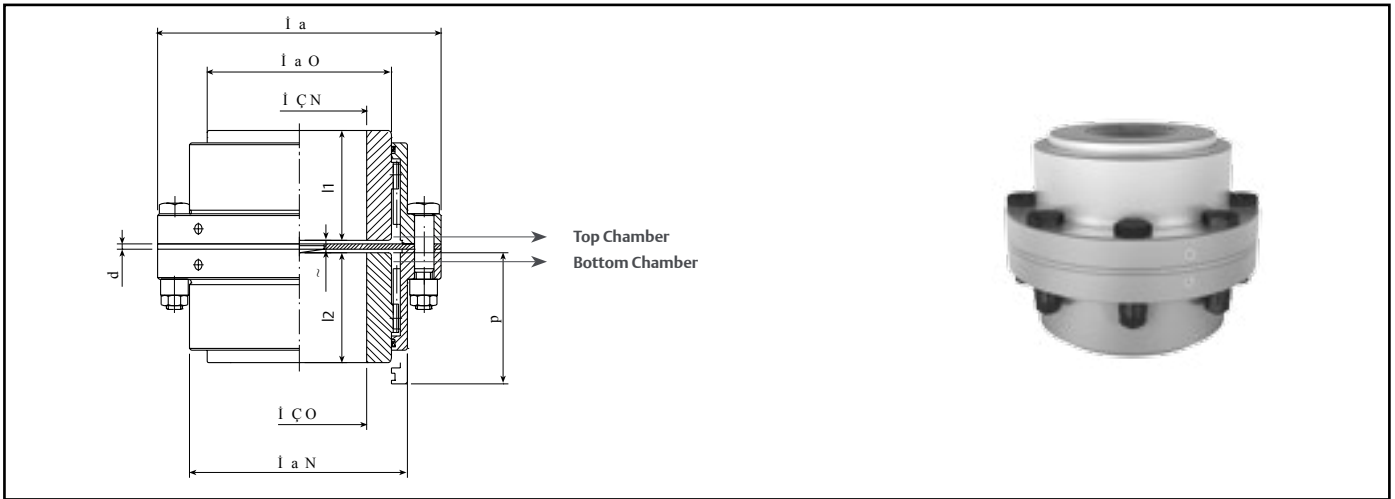 Î a
Î a O
Î Ç N
l1
Top Chamber
Bottom Chamber
d
~
l2
p
Î Ç O
Î a N